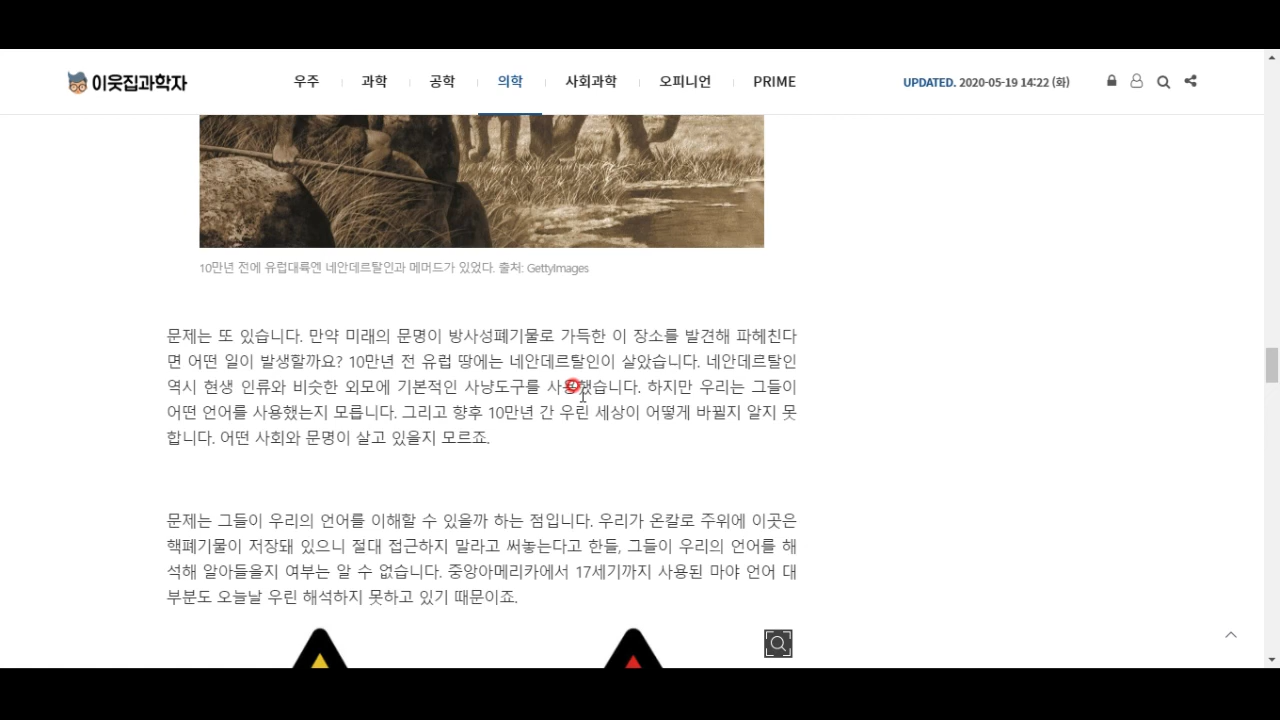 이웃집과학자
우주 과학 공학 의학 사회과학 오피니언 PRIME
UPDATED. 2020-05-19 14:22 (화)
10만년 전에 유럽대륙엔 네안데르탈인과 메머드가 있었다. 출처: GettyImages
문제는 또 있습니다. 만약 미래의 문명이 방사성폐기물로 가득한 이 장소를 발견해 파헤친다
면 어떤 일이 발생할까요? 10만년 전 유럽 땅에는 네안데르탈인이 살았습니다. 네안데르탈인
역시 현생 인류와 비슷한 외모에 기본적인 사냥도구를 사용했습니다. 하지만 우리는 그들이
어떤 언어를 사용했는지 모릅니다. 그리고 향후 10만년 간 우린 세상이 어떻게 바뀔지 알지 못
합니다. 어떤 사회와 문명이 살고 있을지 모르죠.
문제는 그들이 우리의 언어를 이해할 수 있을까 하는 점입니다. 우리가 온칼로 주위에 이곳은
핵폐기물이 저장돼 있으니 절대 접근하지 말라고 써놓는다고 한들, 그들이 우리의 언어를 해
석해 알아들을지 여부는 알 수 없습니다. 중앙아메리카에서 17세기까지 사용된 마야 언어 대
부분도 오늘날 우린 해석하지 못하고 있기 때문이죠.